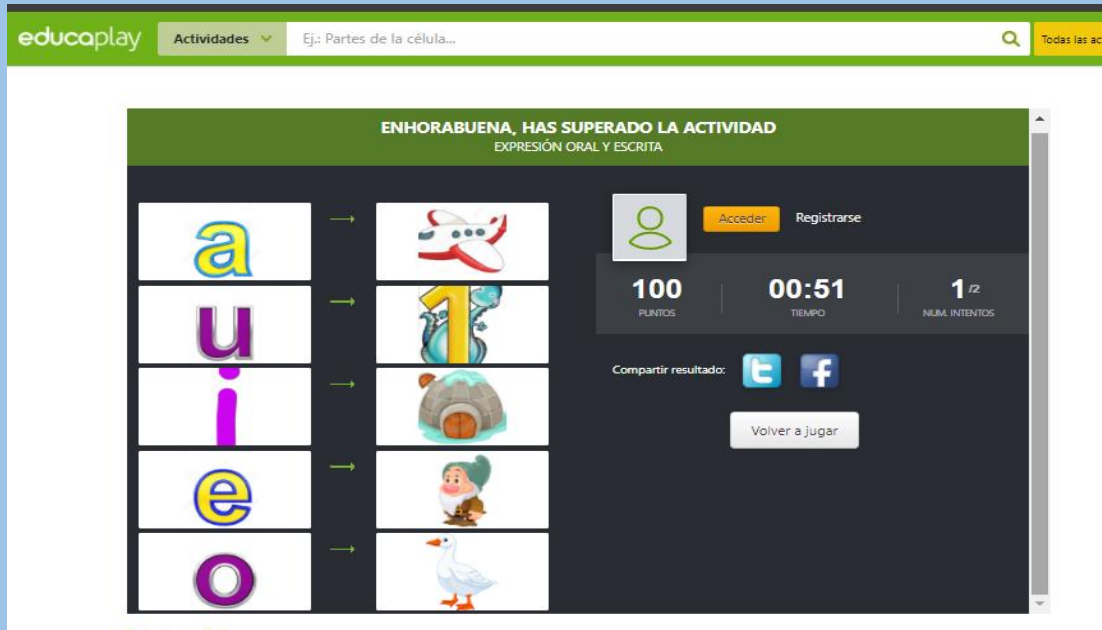 educaplay Actividades Ej.: Partes de la célula... Todas las ac
ENHORABUENA, HAS SUPERADO LA ACTIVIDAD
EXPRESIÓN ORAL Y ESCRITA
a
Acceder Registrarse
u 1
100 00:51 1 /2
PUNTOS TIEMPO NUM. INTENTOS
i
Compartir resultado:
Volver a jugar
e
o